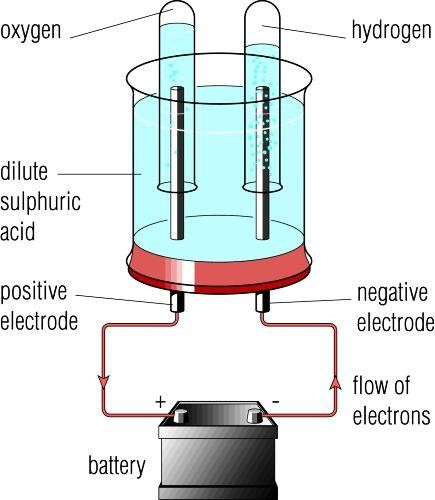 oxygen
hydrogen
dilute
sulphuric
acid
positive
electrode
negative
electrode
flow of
electrons
+
-
battery